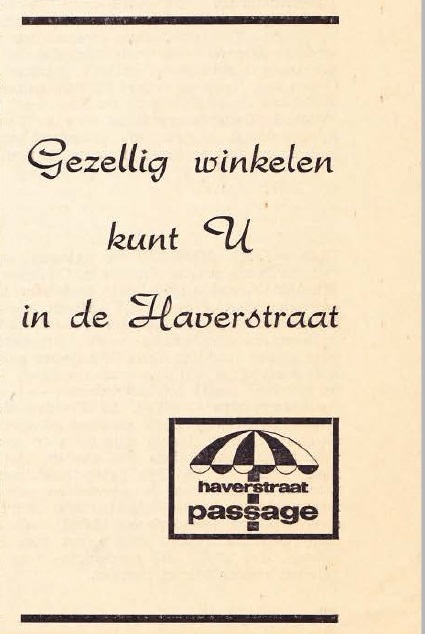 Gezellig winkelen
kunt U
in de Haverstraat
haverstraat
passage